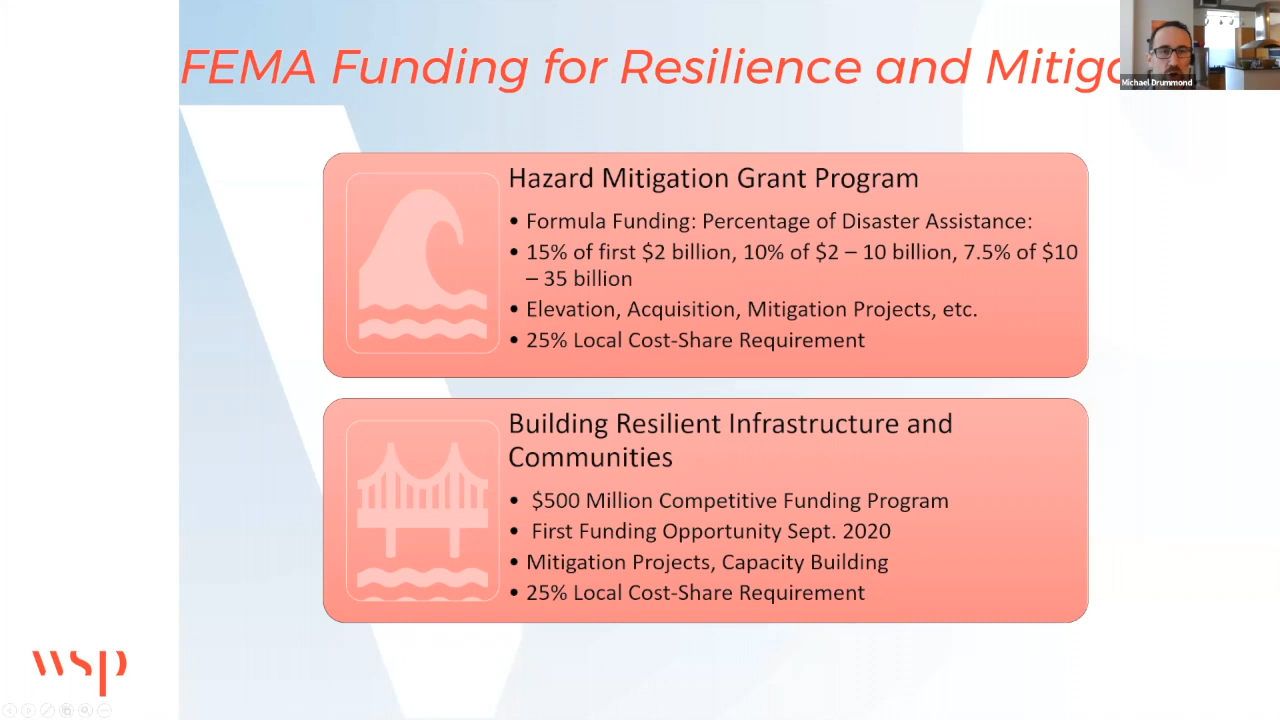 FEMA Funding for Resilience and Mitig
Michael Drummond
Hazard Mitigation Grant Program
• Formula Funding: Percentage of Disaster Assistance:
• 15% of first $2 billion, 10% of $2 – 10 billion, 7.5% of $10
– 35 billion
• Elevation, Acquisition, Mitigation Projects, etc.
• 25% Local Cost-Share Requirement
Building Resilient Infrastructure and
Communities
• $500 Million Competitive Funding Program
• First Funding Opportunity Sept. 2020
• Mitigation Projects, Capacity Building
• 25% Local Cost-Share Requirement
wsp